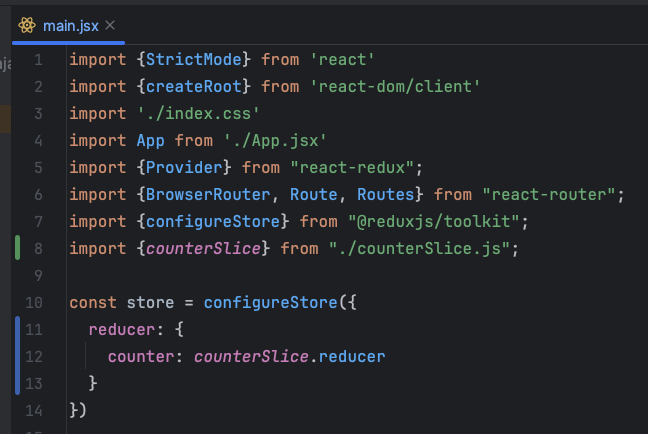 main.jsx
1 import {StrictMode} from 'react'
2 import {createRoot} from 'react-dom/client'
3 import './index.css'
4 import App from './App.jsx'
5 import {Provider} from "react-redux";
6 import {BrowserRouter, Route, Routes} from "react-router";
7 import {configureStore} from "@reduxjs/toolkit";
8 import {counterSlice} from "./counterSlice.js";
9
10 const store = configureStore({
11   reducer: {
12     counter: counterSlice.reducer
13   }
14 })